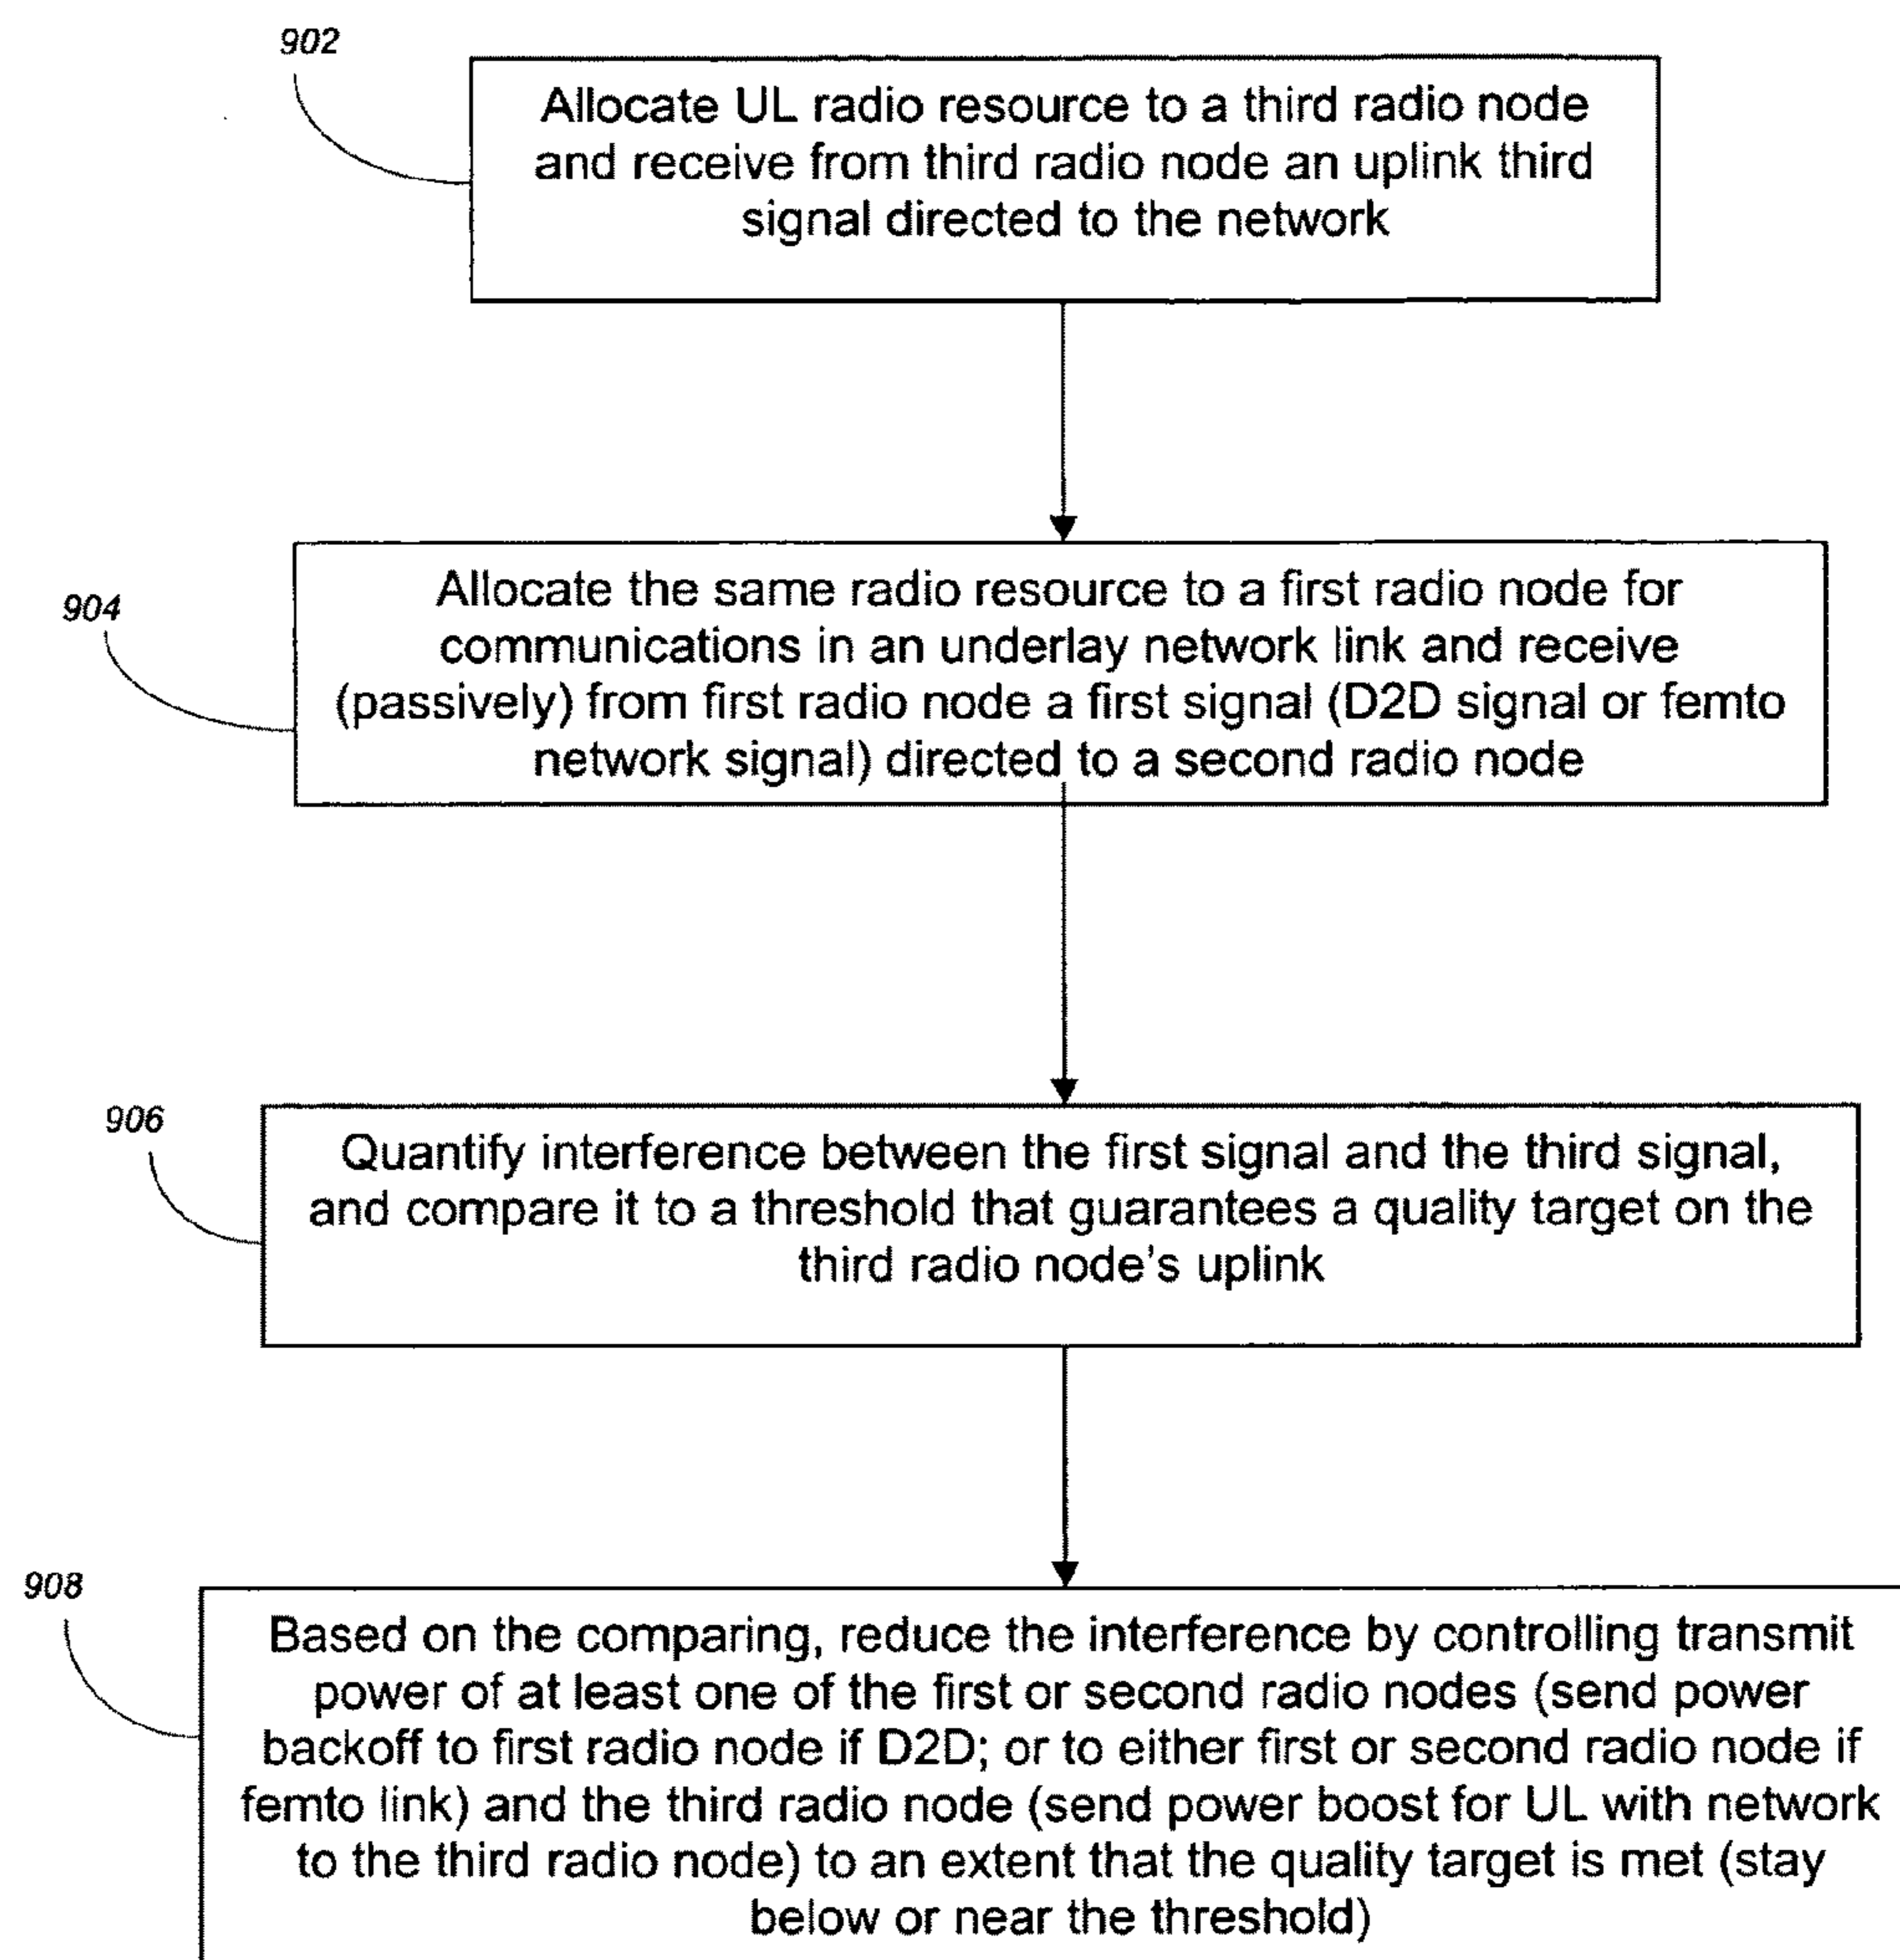 902
Allocate UL radio resource to a third radio node
and receive from third radio node an uplink third
signal directed to the network
904
Allocate the same radio resource to a first radio node for
communications in an underlay network link and receive
(passively) from first radio node a first signal (D2D signal or femto
network signal) directed to a second radio node
906
Quantify interference between the first signal and the third signal,
and compare it to a threshold that guarantees a quality target on the
third radio node's uplink
908
Based on the comparing, reduce the interference by controlling transmit
power of at least one of the first or second radio nodes (send power
backoff to first radio node if D2D; or to either first or second radio node if
femto link) and the third radio node (send power boost for UL with network
to the third radio node) to an extent that the quality target is met (stay
below or near the threshold)